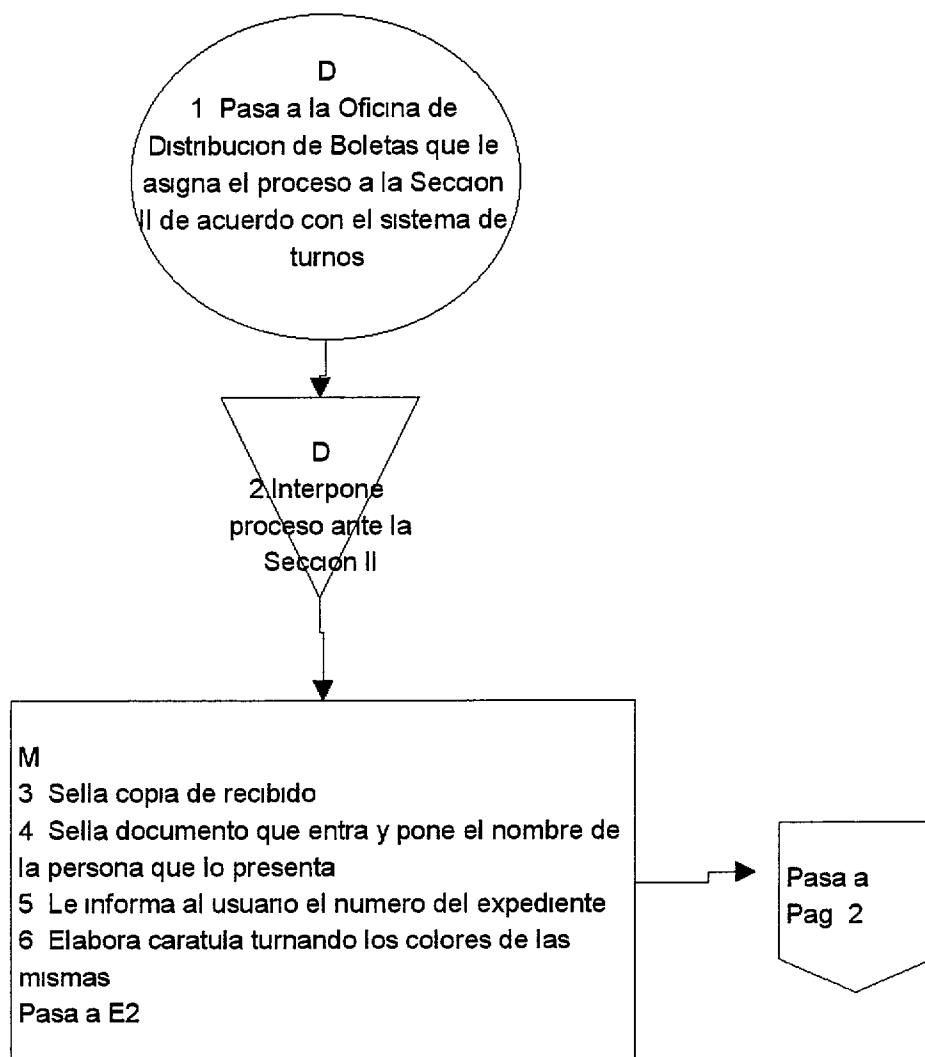 D
1 Pasa a la Oficina de
Distribucion de Boletas que le
asigna el proceso a la Seccion
II de acuerdo con el sistema de
turnos
D
2.Interpone
proceso ante la
Seccion II
M
3 Sella copia de recibido
4 Sella documento que entra y pone el nombre de
la persona que lo presenta
5 Le informa al usuario el numero del expediente
6 Elabora caratula turnando los colores de las
mismas
Pasa a E2
Pasa a
Pag 2